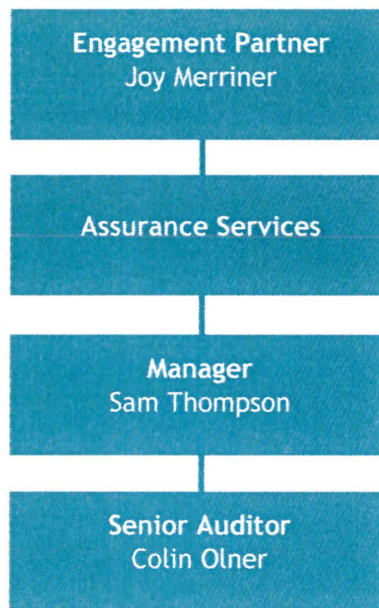 Engagement Partner
Joy Merriner
Assurance Services
Manager
Sam Thompson
Senior Auditor
Colin Olner